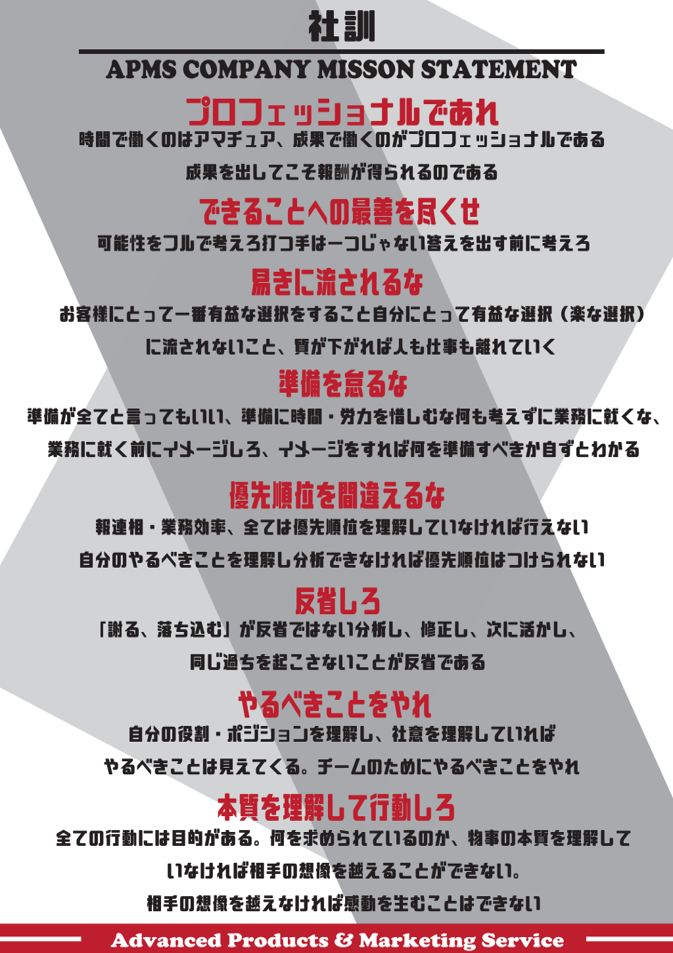 社訓
APMS COMPANY MISSON STATEMENT
プロフェッショナルであれ
時間で働くのはアマチュア、成果で働くのがプロフェッショナルである
成果を出してこそ報酬が得られるのである
できることへの最善を尽くせ
可能性をフルで考えろ打つ手は一つじゃない答えを出す前に考えろ
易きに流されるな
お客様にとって一番有益な選択をすること自分にとって有益な選択（楽な選択）
に流されないこと、質が下がれば人も仕事も離れていく
準備を怠るな
準備が全てと言ってもいい、準備に時間・労力を惜しむな何も考えずに業務に就くな、
業務に就く前にイメージしろ、イメージをすれば何を準備すべきか自ずとわかる
優先順位を間違えるな
報連相・業務効率、全ては優先順位を理解していなければ行えない
自分のやるべきことを理解し分析できなければ優先順位はつけられない
反省しろ
「謝る、落ち込む」が反省ではない分析し、修正し、次に活かし、
同じ過ちを起こさないことが反省である
やるべきことをやれ
自分の役割・ポジションを理解し、社意を理解していれば
やるべきことは見えてくる。チームのためにやるべきことをやれ
本質を理解して行動しろ
全ての行動には目的がある。何を求められているのか、物事の本質を理解して
いなければ相手の想像を越えることができない。
相手の想像を越えなければ感動を生むことはできない
Advanced Products & Marketing Service